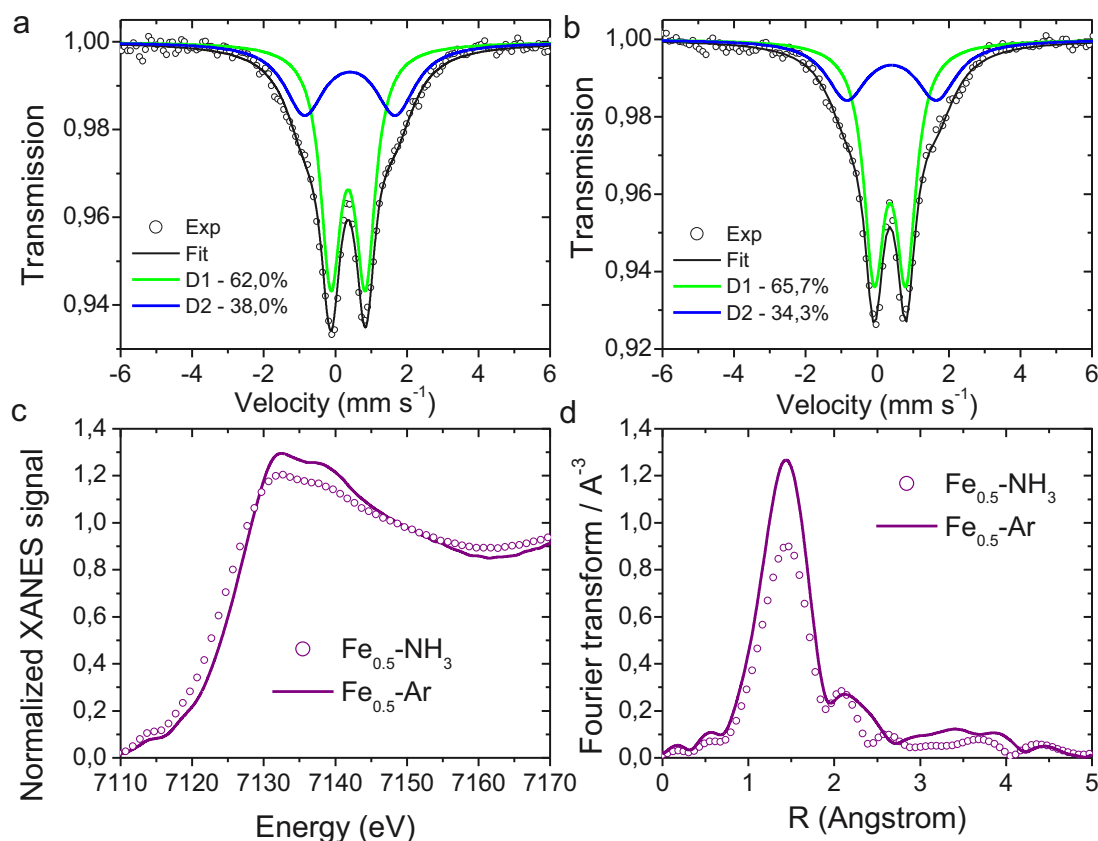 a
1,00
0,98
0,96
0,94
Transmission
Exp
Fit
D1 - 62,0%
D2 - 38,0%
-6 -4 -2 0 2 4 6
Velocity (mm s⁻¹)
b
1,00
0,98
0,96
0,94
0,92
Transmission
Exp
Fit
D1 - 65,7%
D2 - 34,3%
-6 -4 -2 0 2 4 6
Velocity (mm s⁻¹)
c
1,4
1,2
1,0
0,8
0,6
0,4
0,2
0,0
Normalized XANES signal
Fe₀.₅-NH₃
Fe₀.₅-Ar
7110 7120 7130 7140 7150 7160 7170
Energy (eV)
d
1,4
1,2
1,0
0,8
0,6
0,4
0,2
0,0
Fourier transform / A⁻³
Fe₀.₅-NH₃
Fe₀.₅-Ar
0 1 2 3 4 5
R (Angstrom)